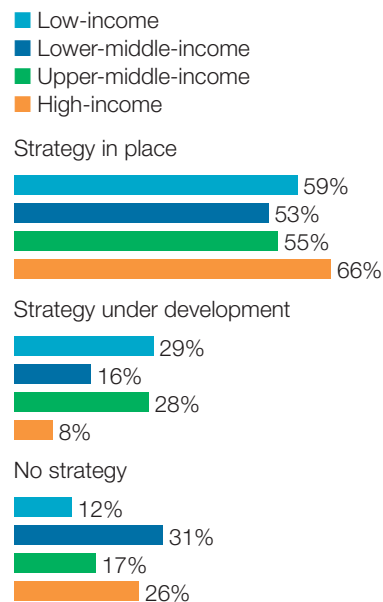 Low-income
Lower-middle-income
Upper-middle-income
High-income
Strategy in place
59%
53%
55%
66%
Strategy under development
29%
16%
28%
8%
No strategy
12%
31%
17%
26%